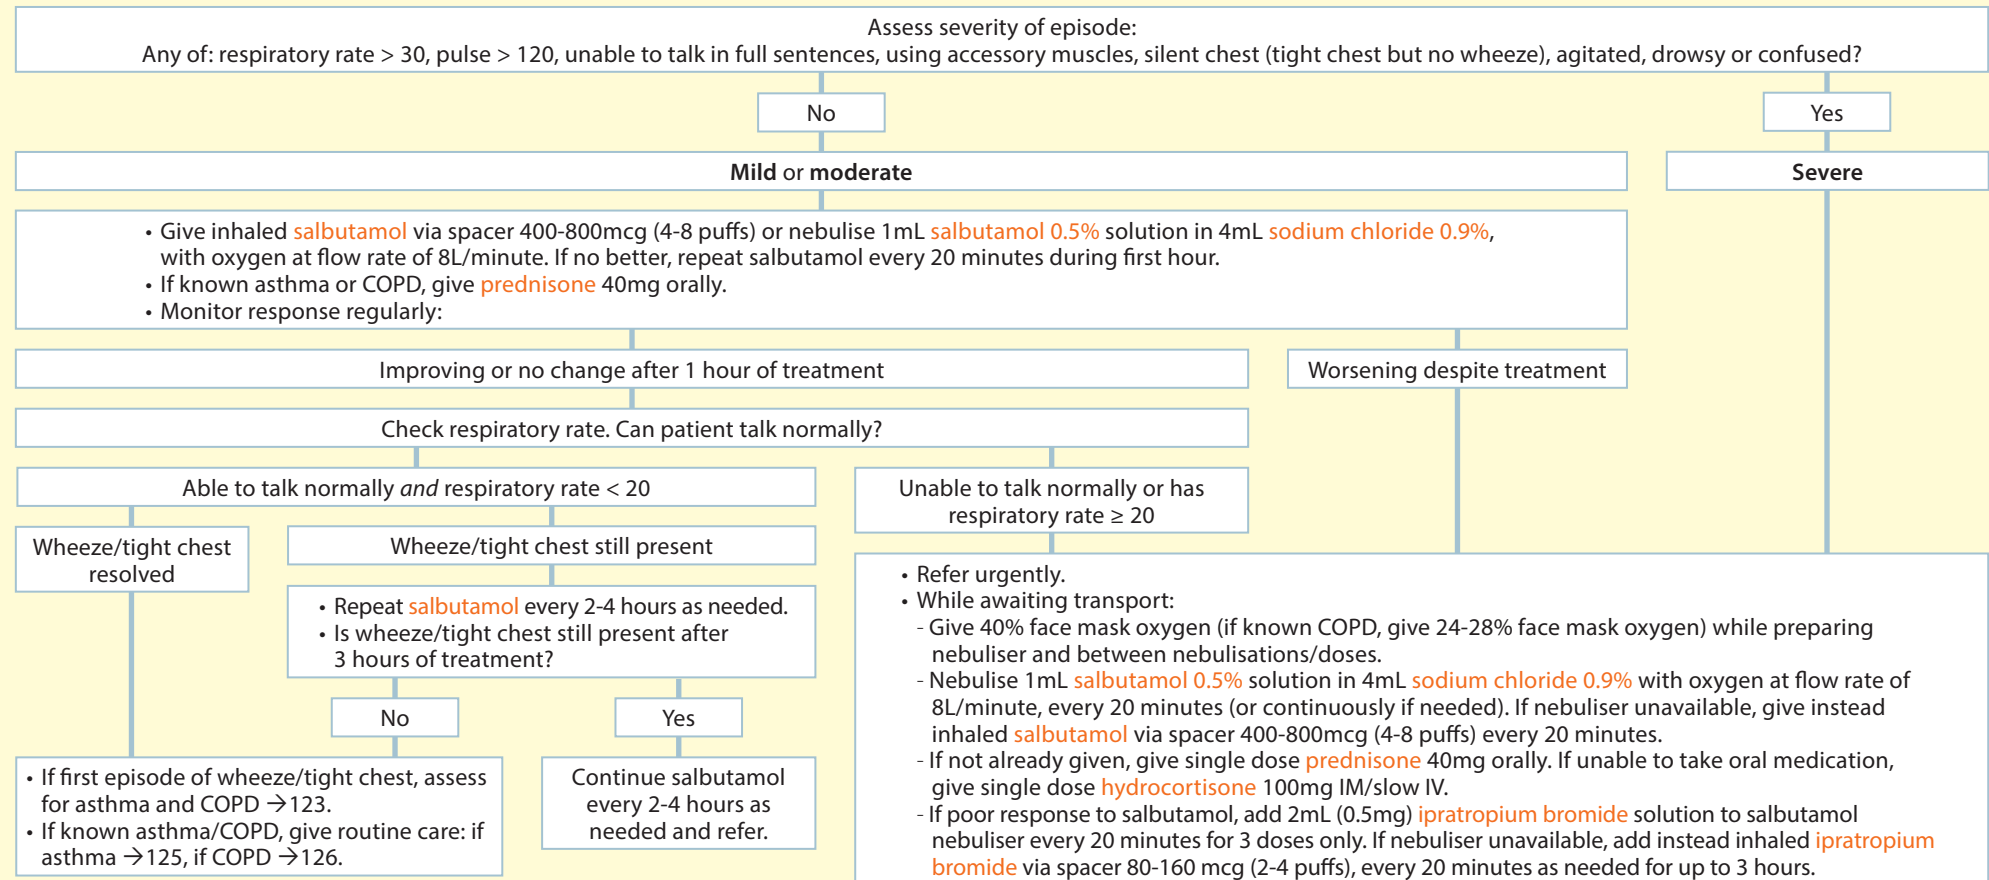 Assess severity of episode:
Any of: respiratory rate > 30, pulse > 120, unable to talk in full sentences, using accessory muscles, silent chest (tight chest but no wheeze), agitated, drowsy or confused?
No
Yes
Mild or moderate
Severe
• Give inhaled salbutamol via spacer 400-800mcg (4-8 puffs) or nebulise 1mL salbutamol 0.5% solution in 4mL sodium chloride 0.9%,
with oxygen at flow rate of 8L/minute. If no better, repeat salbutamol every 20 minutes during first hour.
• If known asthma or COPD, give prednisone 40mg orally.
• Monitor response regularly:
Improving or no change after 1 hour of treatment
Worsening despite treatment
Check respiratory rate. Can patient talk normally?
Able to talk normally and respiratory rate < 20
Unable to talk normally or has
respiratory rate ≥ 20
Wheeze/tight chest
resolved
Wheeze/tight chest still present
• Repeat salbutamol every 2-4 hours as needed.
• Is wheeze/tight chest still present after
3 hours of treatment?
No
Yes
• If first episode of wheeze/tight chest, assess
for asthma and COPD →123.
• If known asthma/COPD, give routine care: if
asthma →125, if COPD →126.
Continue salbutamol
every 2-4 hours as
needed and refer.
• Refer urgently.
• While awaiting transport:
- Give 40% face mask oxygen (if known COPD, give 24-28% face mask oxygen) while preparing
nebuliser and between nebulisations/doses.
- Nebulise 1mL salbutamol 0.5% solution in 4mL sodium chloride 0.9% with oxygen at flow rate of
8L/minute, every 20 minutes (or continuously if needed). If nebuliser unavailable, give instead
inhaled salbutamol via spacer 400-800mcg (4-8 puffs) every 20 minutes.
- If not already given, give single dose prednisone 40mg orally. If unable to take oral medication,
give single dose hydrocortisone 100mg IM/slow IV.
- If poor response to salbutamol, add 2mL (0.5mg) ipratropium bromide solution to salbutamol
nebuliser every 20 minutes for 3 doses only. If nebuliser unavailable, add instead inhaled ipratropium
bromide via spacer 80-160 mcg (2-4 puffs), every 20 minutes as needed for up to 3 hours.